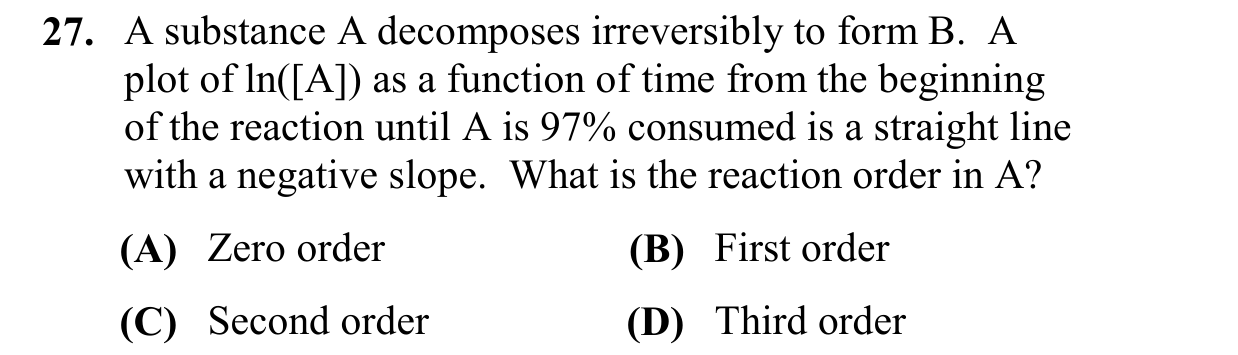 27. A substance A decomposes irreversibly to form B. A
plot of ln([A]) as a function of time from the beginning
of the reaction until A is 97% consumed is a straight line
with a negative slope. What is the reaction order in A?
(A) Zero order (B) First order
(C) Second order (D) Third order